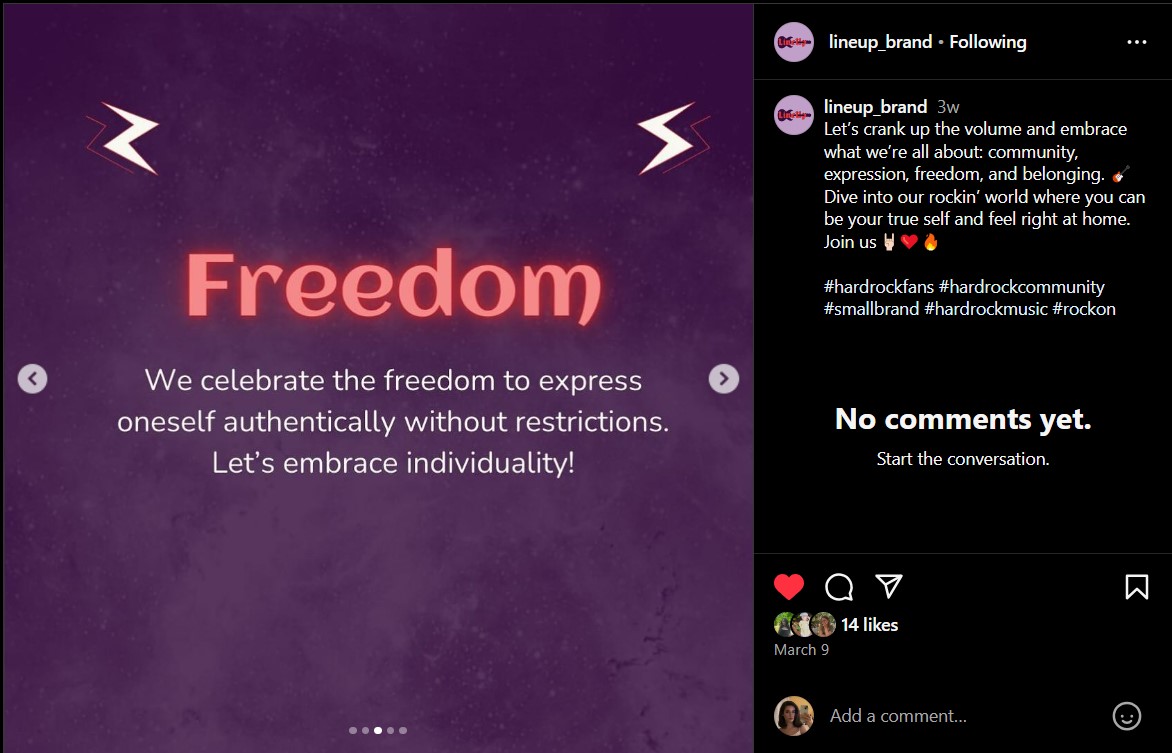 Freedom
We celebrate the freedom to express
oneself authentically without restrictions.
Let's embrace individuality!
lineup_brand • Following
lineup_brand 3w
Let's crank up the volume and embrace
what we're all about: community,
expression, freedom, and belonging. 🎸
Dive into our rockin' world where you can
be your true self and feel right at home.
Join us 🤘🏻❤️🔥
#hardrockfans #hardrockcommunity
#smallbrand #hardrockmusic #rockon
No comments yet.
Start the conversation.
14 likes
March 9
Add a comment...